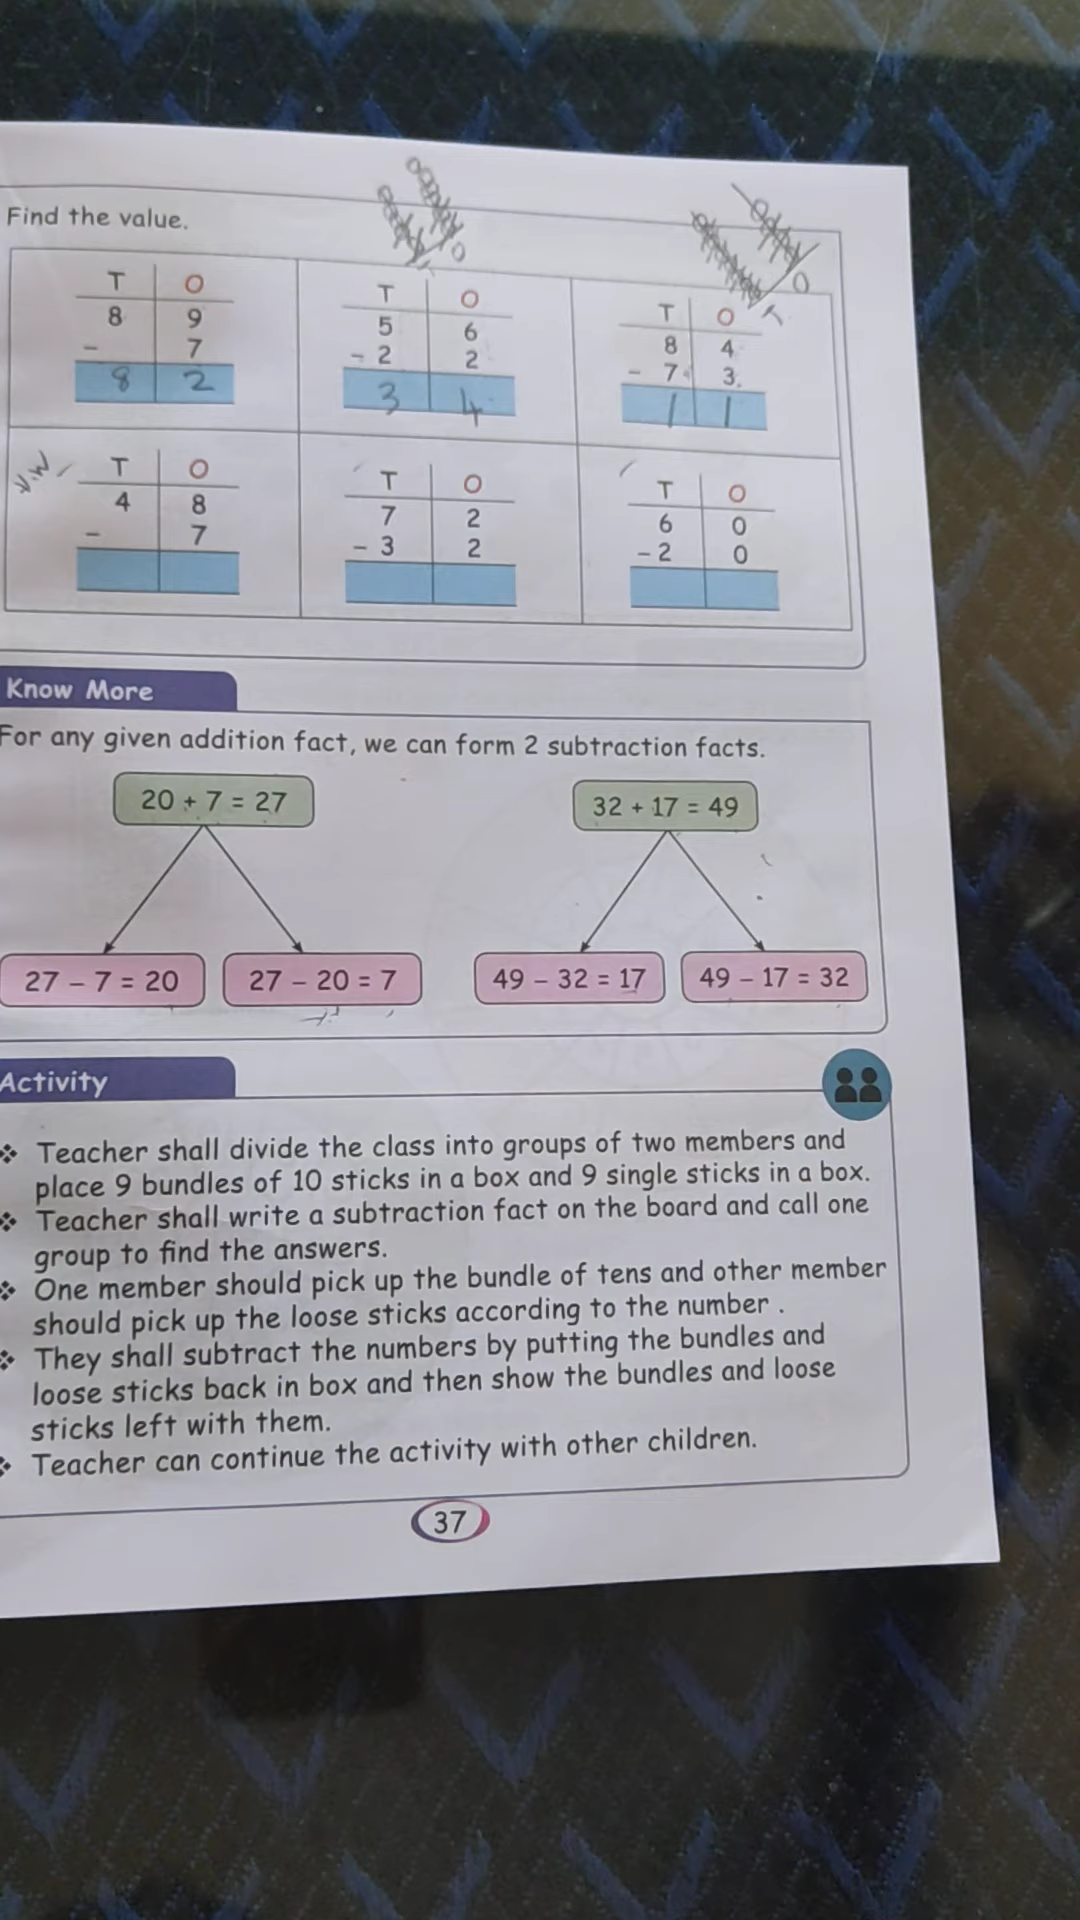 Find the value.
T O T O T O
8 9 5 6 8 4
- 7 - 2 2 - 7 3
8 2 3 4 1 1
T O T O T O
4 8 7 2 6 0
- 7 - 3 2 - 2 0
Know More
For any given addition fact, we can form 2 subtraction facts.
20 + 7 = 27 32 + 17 = 49
27 – 7 = 20 27 – 20 = 7 49 – 32 = 17 49 – 17 = 32
Activity
❖ Teacher shall divide the class into groups of two members and
place 9 bundles of 10 sticks in a box and 9 single sticks in a box.
❖ Teacher shall write a subtraction fact on the board and call one
group to find the answers.
❖ One member should pick up the bundle of tens and other member
should pick up the loose sticks according to the number .
❖ They shall subtract the numbers by putting the bundles and
loose sticks back in box and then show the bundles and loose
sticks left with them.
❖ Teacher can continue the activity with other children.
37